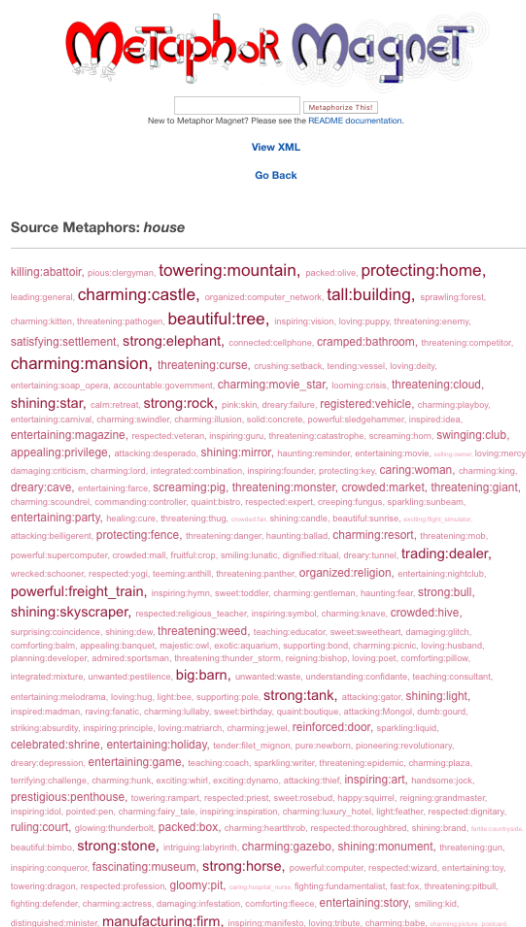 MeTaphoR Magnet
Metaphorize This!
New to Metaphor Magnet? Please see the README documentation.
View XML
Go Back
Source Metaphors: house
killing:abattoir, pious:clergyman, towering:mountain, packed:olive, protecting:home,
leading:general, charming:castle, organized:computer_network, tall:building, sprawling:forest,
charming:kitten, threatening:pathogen, beautiful:tree, inspiring:vision, loving:puppy, threatening:enemy,
satisfying:settlement, strong:elephant, connected:cellphone, cramped:bathroom, threatening:competitor,
charming:mansion, threatening:curse, crushing:setback, tending:vessel, loving:deity,
entertaining:soap_opera, accountable:government, charming:movie_star, looming:crisis, threatening:cloud,
shining:star, calm:retreat, strong:rock, pink:skin, dreary:failure, registered:vehicle, charming:playboy,
entertaining:carnival, charming:swindler, charming:illusion, solid:concrete, powerful:sledgehammer, inspired:idea,
entertaining:magazine, respected:veteran, inspiring:guru, threatening:catastrophe, screaming:horn, swinging:club,
appealing:privilege, attacking:desperado, shining:mirror, haunting:reminder, entertaining:movie, loving:mercy
damaging:criticism, charming:lord, integrated:combination, inspiring:founder, protecting:key, caring:woman, charming:king,
dreary:cave, entertaining:farce, screaming:pig, threatening:monster, crowded:market, threatening:giant,
charming:scoundrel, commanding:controller, quaint:bistro, respected:expert, creeping:fungus, sparkling:sunbeam,
entertaining:party, healing:cure, threatening:thug, crowded:fair, shining:candle, beautiful:sunrise, exciting:flight_simulator,
attacking:belligerent, protecting:fence, threatening:danger, haunting:ballad, charming:resort, threatening:mob,
powerful:supercomputer, crowded:mall, fruitful:crop, smiling:lunatic, dignified:ritual, dreary:tunnel, trading:dealer,
wrecked:schooner, respected:yogi, teeming:anthill, threatening:panther, organized:religion, entertaining:nightclub,
powerful:freight_train, inspiring:hymn, sweet:toddler, charming:gentleman, haunting:fear, strong:bull,
shining:skyscraper, respected:religious_teacher, inspiring:symbol, charming:knave, crowded:hive,
surprising:coincidence, shining:dew, threatening:weed, teaching:educator, sweet:sweetheart, damaging:glitch,
comforting:balm, appealing:banquet, majestic:owl, exotic:aquarium, supporting:bond, charming:picnic, loving:husband,
planning:developer, admired:sportsman, threatening:thunder_storm, reigning:bishop, loving:poet, comforting:pillow,
integrated:mixture, unwanted:pestilence, big:barn, unwanted:waste, understanding:confidante, teaching:consultant,
entertaining:melodrama, loving:hug, light:bee, supporting:pole, strong:tank, attacking:gator, shining:light,
inspired:madman, raving:fanatic, charming:lullaby, sweet:birthday, quaint:boutique, attacking:Mongol, dumb:gourd,
striking:absurdity, inspiring:principle, loving:matriarch, charming:jewel, reinforced:door, sparkling:liquid,
celebrated:shrine, entertaining:holiday, tender:filet_mignon, pure:newborn, pioneering:revolutionary,
dreary:depression, entertaining:game, teaching:coach, sparkling:writer, threatening:epidemic, charming:plaza,
terrifying:challenge, charming:hunk, exciting:whirl, exciting:dynamo, attacking:thief, inspiring:art, handsome:jock,
prestigious:penthouse, towering:rampart, respected:priest, sweet:rosebud, happy:squirrel, reigning:grandmaster,
inspiring:idol, pointed:pen, charming:fairy_tale, inspiring:inspiration, charming:luxury_hotel, light:feather, respected:dignitary,
ruling:court, glowing:thunderbolt, packed:box, charming:heartthrob, respected:thoroughbred, shining:brand, fertile:countryside,
beautiful:bimbo, strong:stone, intriguing:labyrinth, charming:gazebo, shining:monument, threatening:gun,
inspiring:conqueror, fascinating:museum, strong:horse, powerful:computer, respected:wizard, entertaining:toy,
towering:dragon, respected:profession, gloomy:pit, caring:hospital_nurse, fighting:fundamentalist, fast:fox, threatening:pitbull,
fighting:defender, charming:actress, damaging:infestation, comforting:fleece, entertaining:story, smiling:kid,
distinguished:minister, manufacturing:firm, inspiring:manifesto, loving:tribute, charming:babe, charming:picture_postcard,